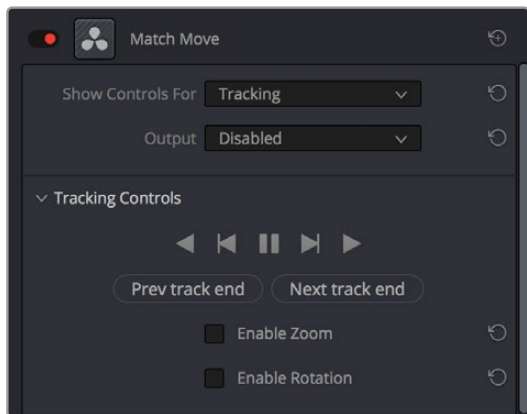 Match Move
Show Controls For Tracking
Output Disabled
Tracking Controls
Prev track end Next track end
Enable Zoom
Enable Rotation